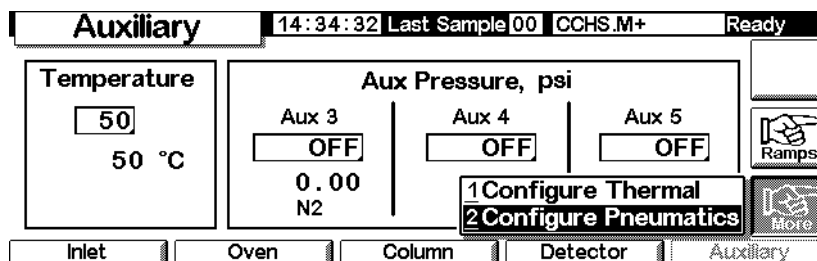 Auxiliary 14:34:32 Last Sample 00 CCHS.M+ Ready
Temperature
50
50 °C
Aux Pressure, psi
Aux 3 Aux 4 Aux 5
OFF OFF OFF
0.00
N2
Ramps
1 Configure Thermal
2 Configure Pneumatics
More
Inlet Oven Column Detector Auxiliary